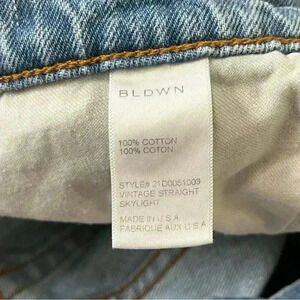 BLDWN
100% COTTON
100% COTON
STYLE# 21D0051003
VINTAGE STRAIGHT
SKYLIGHT
MADE IN U.S.A
FABRIQUE AUX U.S.A